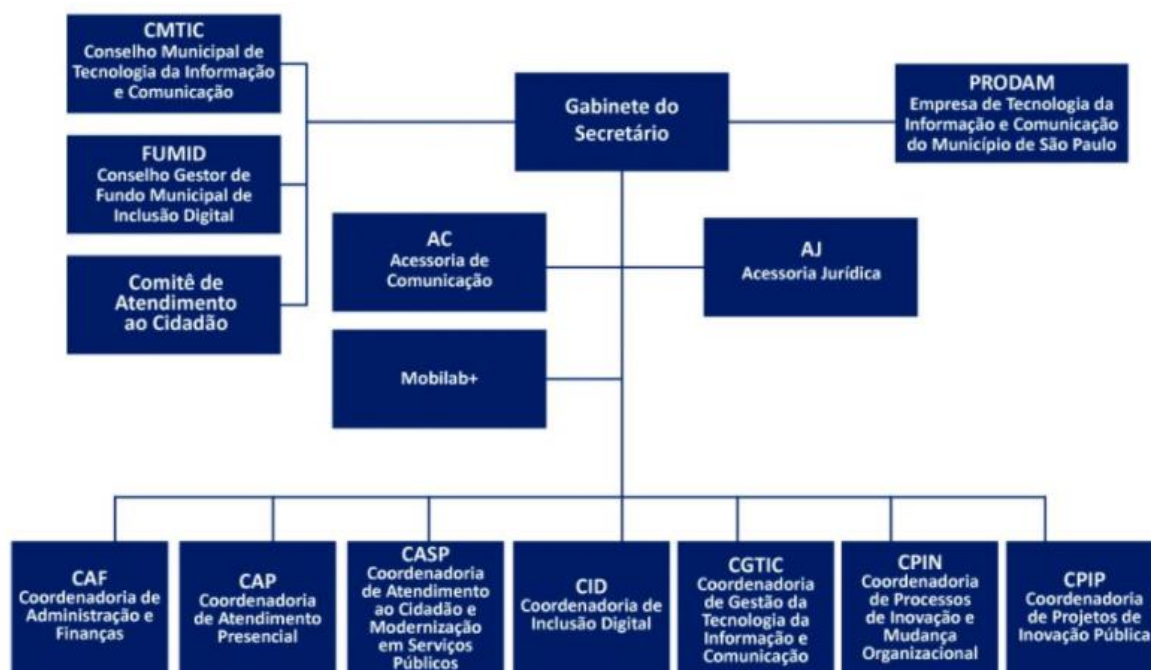 CMTIC
Conselho Municipal de
Tecnologia da Informação
e Comunicação
Gabinete do
Secretário
PRODAM
Empresa de Tecnologia da
Informação e Comunicação
do Município de São Paulo
FUMID
Conselho Gestor de
Fundo Municipal de
Inclusão Digital
Comitê de
Atendimento
ao Cidadão
AC
Acessoria de
Comunicação
AJ
Acessoria Jurídica
Mobilab+
CAF
Coordenadoria de
Administração e
Finanças
CAP
Coordenadoria
de Atendimento
Presencial
CASP
Coordenadoria
de Atendimento
ao Cidadão e
Modernização
em Serviços
Públicos
CID
Coordenadoria de
Inclusão Digital
CGTIC
Coordenadoria
de Gestão da
Tecnologia da
Informação e
Comunicação
CPIN
Coordenadoria
de Processos
de Inovação e
Mudança
Organizacional
CPIP
Coordenadoria
de Projetos de
Inovação Pública